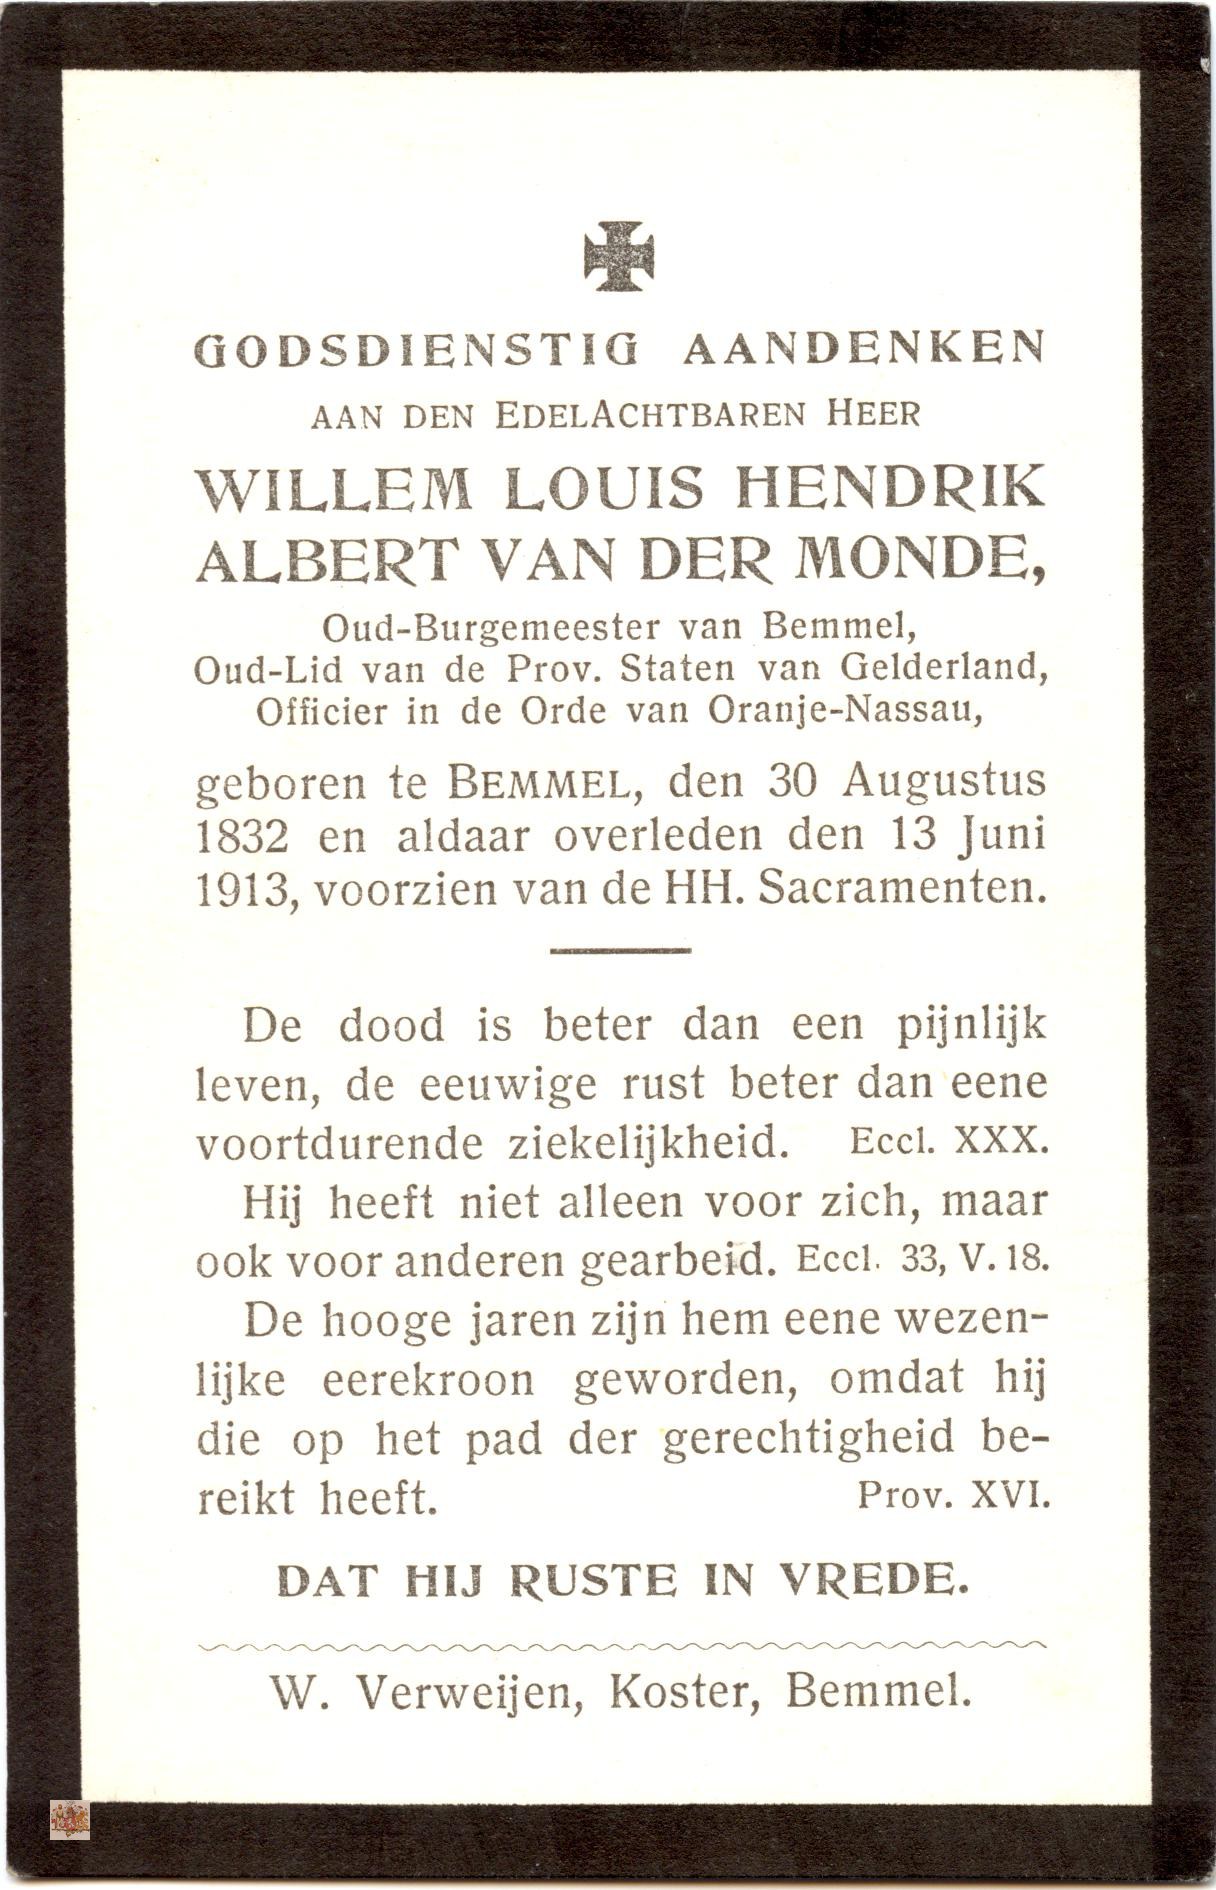 GODSDIENSTIG AANDENKEN
AAN DEN EDELACHTBAREN HEER
WILLEM LOUIS HENDRIK
ALBERT VAN DER MONDE,
Oud-Burgemeester van Bemmel,
Oud-Lid van de Prov. Staten van Gelderland,
Officier in de Orde van Oranje-Nassau,
geboren te BEMMEL, den 30 Augustus
1832 en aldaar overleden den 13 Juni
1913, voorzien van de HH. Sacramenten.
De dood is beter dan een pijnlijk
leven, de eeuwige rust beter dan eene
voortdurende ziekelijkheid. Eccl. XXX.
Hij heeft niet alleen voor zich, maar
ook voor anderen gearbeid. Eccl. 33, V. 18.
De hooge jaren zijn hem eene wezen-
lijke eerekroon geworden, omdat hij
die op het pad der gerechtigheid be-
reikt heeft. Prov. XVI.
DAT HIJ RUSTE IN VREDE.
W. Verweijen, Koster, Bemmel.